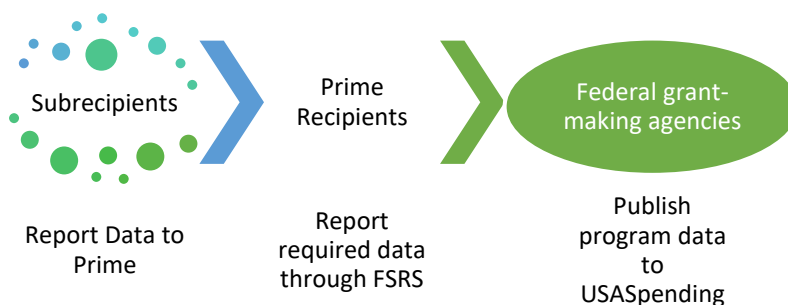 Subrecipients
Prime
Recipients
Federal grant-
making agencies
Report Data to
Prime
Report
required data
through FSRS
Publish
program data
to
USASpending